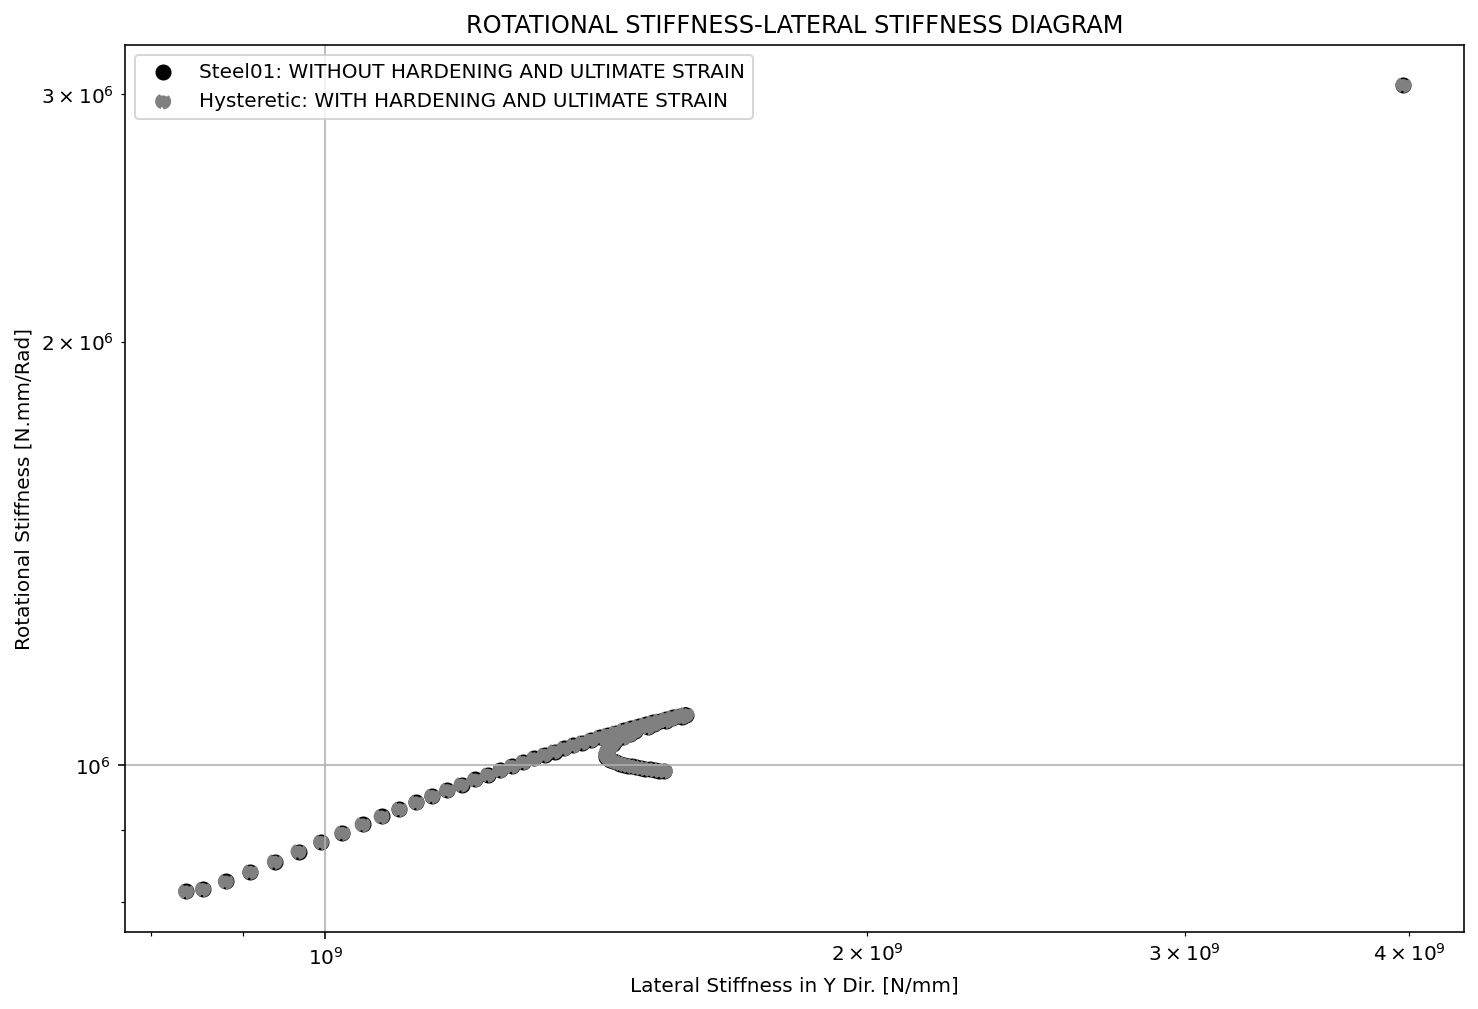 ROTATIONAL STIFFNESS-LATERAL STIFFNESS DIAGRAM
Steel01: WITHOUT HARDENING AND ULTIMATE STRAIN
Hysteretic: WITH HARDENING AND ULTIMATE STRAIN
3 × 10⁶
2 × 10⁶
10⁶
Rotational Stiffness [N.mm/Rad]
10⁹
2 × 10⁹
3 × 10⁹
4 × 10⁹
Lateral Stiffness in Y Dir. [N/mm]